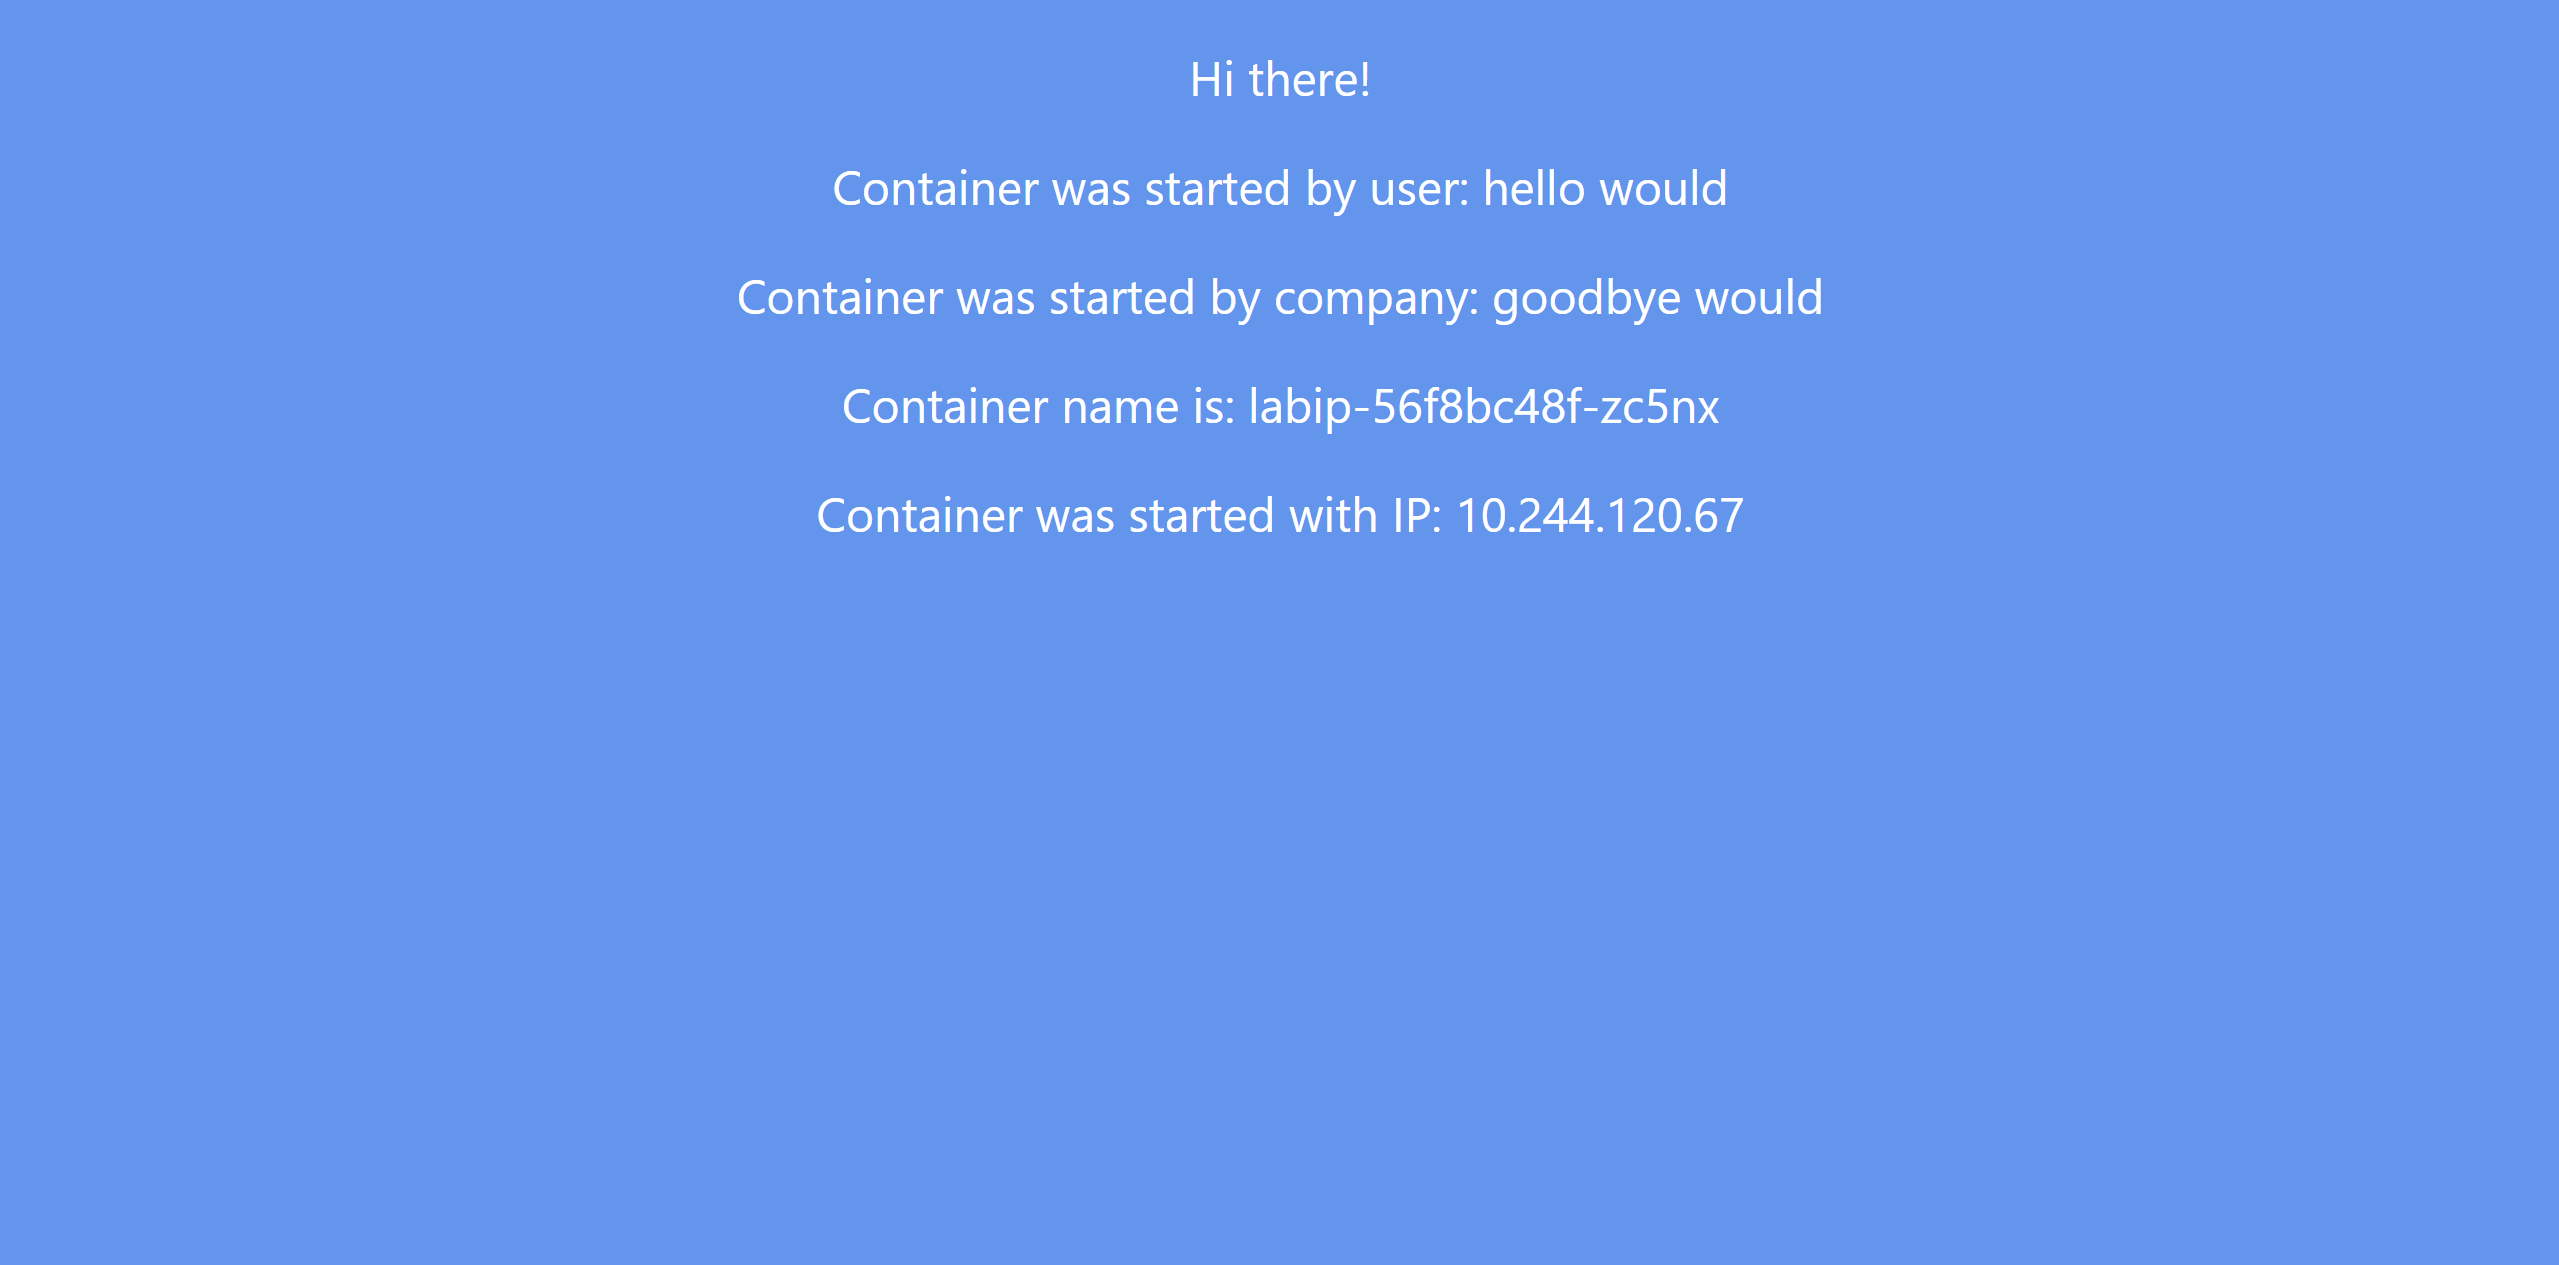 Hi there!
Container was started by user: hello would
Container was started by company: goodbye would
Container name is: labip-56f8bc48f-zc5nx
Container was started with IP: 10.244.120.67